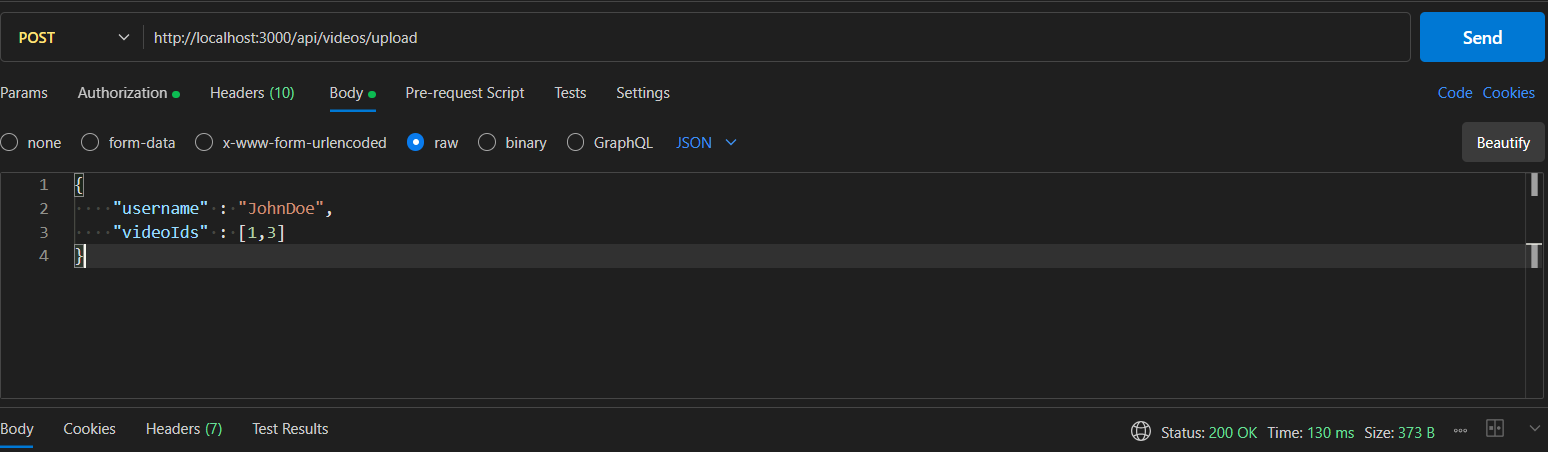 POST http://localhost:3000/api/videos/upload Send
Params Authorization Headers (10) Body Pre-request Script Tests Settings Code Cookies
none form-data x-www-form-urlencoded raw binary GraphQL JSON Beautify
1 {
2 ····"username"·:·"JohnDoe",
3 ····"videoIds"·:·[1,3]
4 }
Body Cookies Headers (7) Test Results Status: 200 OK Time: 130 ms Size: 373 B